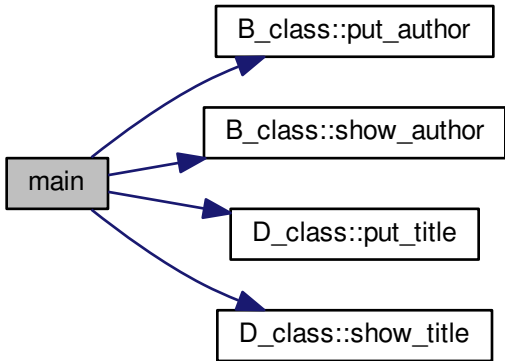 B_class::put_author
B_class::show_author
main
D_class::put_title
D_class::show_title